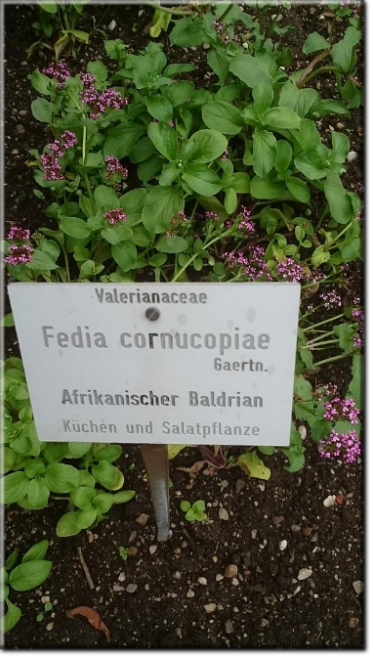 Valerianaceae
Fedia cornucopiae
Gaertn.
Afrikanischer Baldrian
Küchen und Salatpflanze